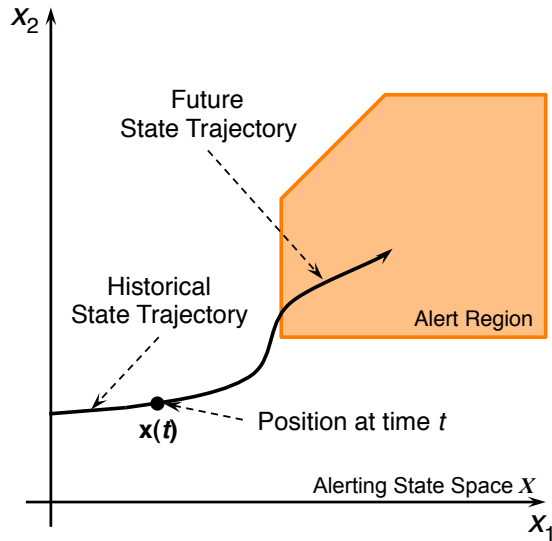 X2
Future
State Trajectory
Historical
State Trajectory
Alert Region
x(t)
Position at time t
Alerting State Space X
X1